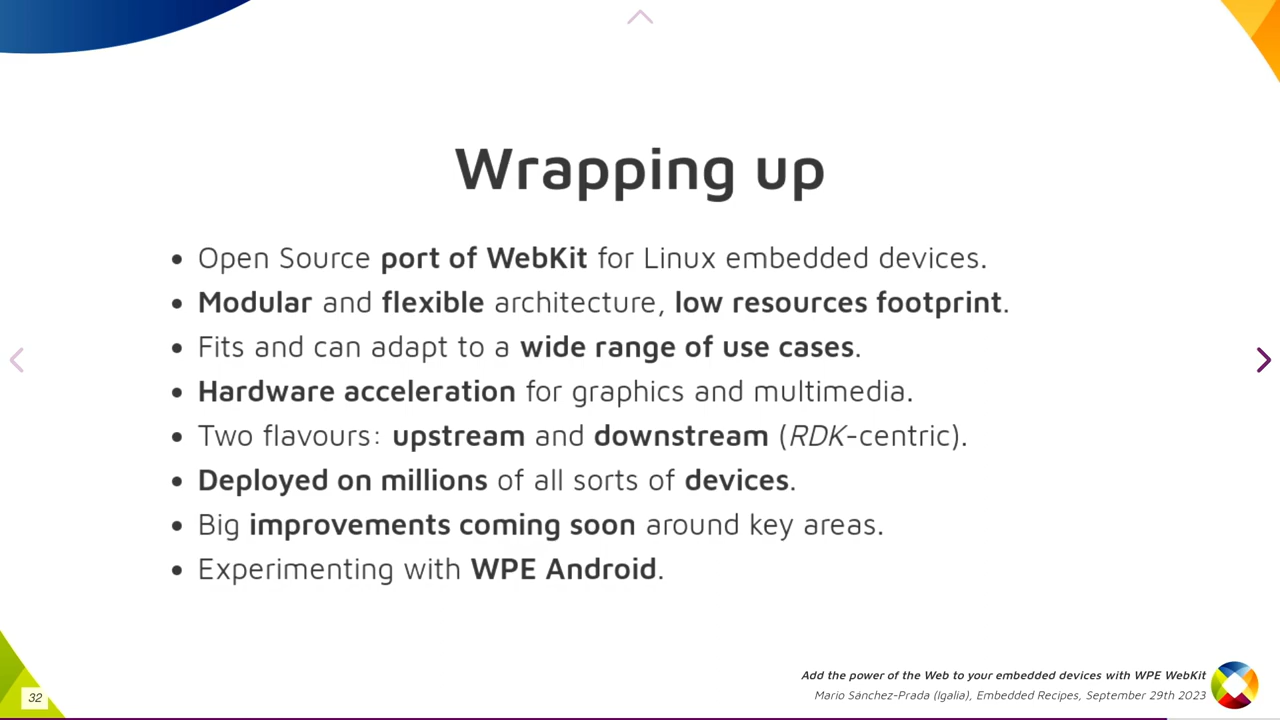 Wrapping up
Open Source port of WebKit for Linux embedded devices.
Modular and flexible architecture, low resources footprint.
Fits and can adapt to a wide range of use cases.
Hardware acceleration for graphics and multimedia.
Two flavours: upstream and downstream (RDK-centric).
Deployed on millions of all sorts of devices.
Big improvements coming soon around key areas.
Experimenting with WPE Android.
Add the power of the Web to your embedded devices with WPE WebKit
Mario Sánchez-Prada (Igalia), Embedded Recipes, September 29th 2023
32